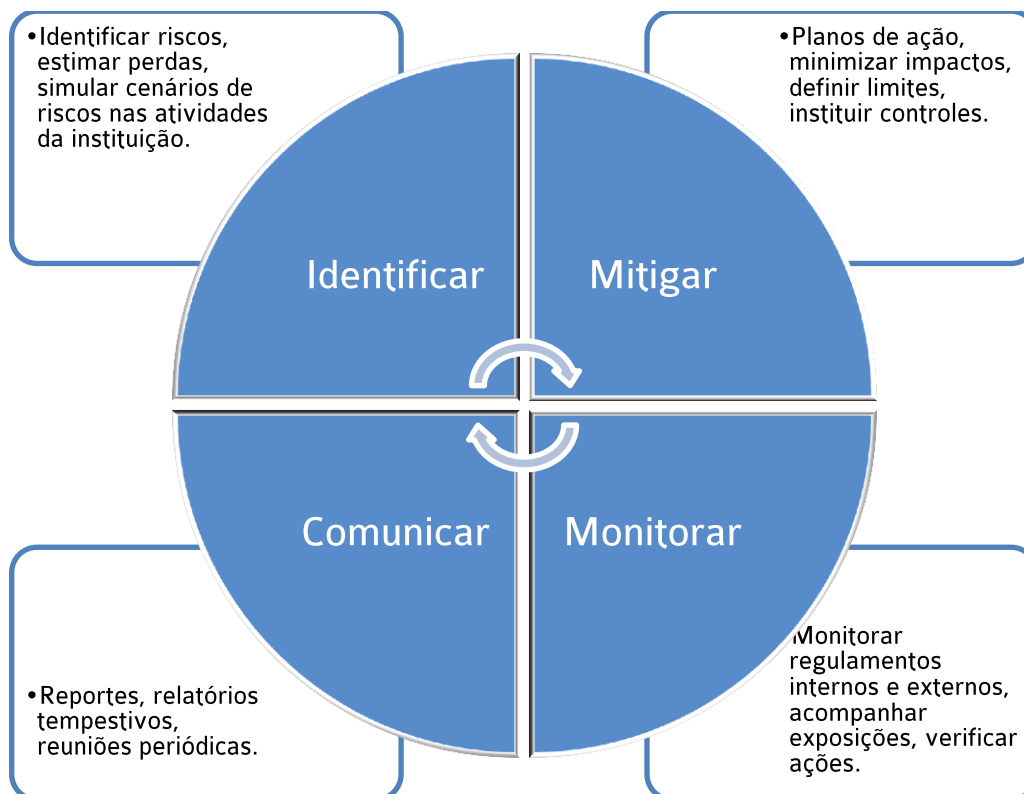 •Identificar riscos,
estimar perdas,
simular cenários de
riscos nas atividades
da instituição.
•Planos de ação,
minimizar impactos,
definir limites,
instituir controles.
Identificar
Mitigar
Comunicar
Monitorar
•Reportes, relatórios
tempestivos,
reuniões periódicas.
Monitorar
regulamentos
internos e externos,
acompanhar
exposições, verificar
ações.